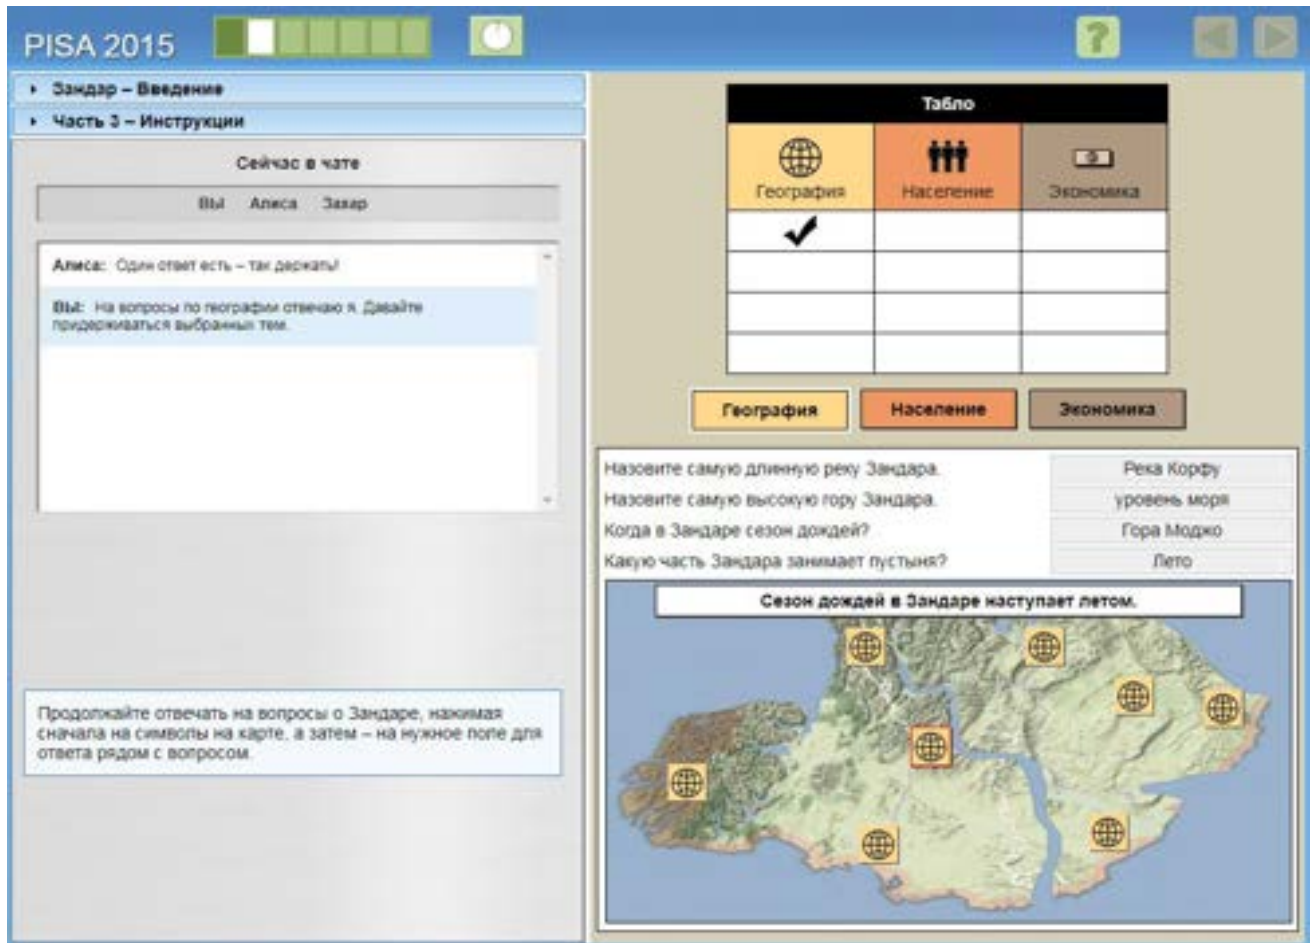 PISA 2015
?
Зандар – Введение
Часть 3 – Инструкции
Сейчас в чате
ВЫ Алиса Захар
Алиса: Один ответ есть – так держать!
ВЫ: На вопросы по географии отвечаю я. Давайте
придерживаться выбранных тем.
Продолжайте отвечать на вопросы о Зандаре, нажимая
сначала на символы на карте, а затем – на нужное поле для
ответа рядом с вопросом.
Табло
География Население Экономика
География Население Экономика
Назовите самую длинную реку Зандара. Река Корфу
Назовите самую высокую гору Зандара. уровень моря
Когда в Зандаре сезон дождей? Гора Моджо
Какую часть Зандара занимает пустыня? Лето
Сезон дождей в Зандаре наступает летом.